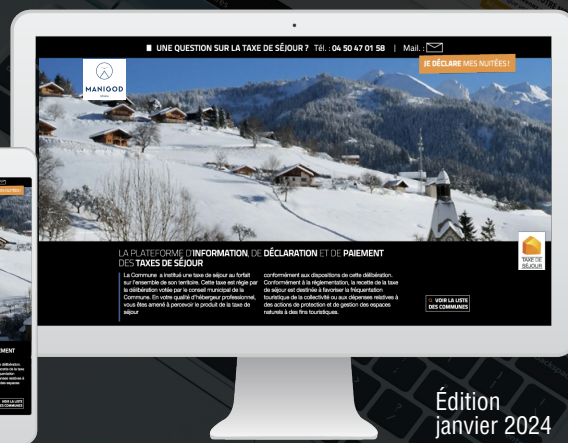 UNE QUESTION SUR LA TAXE DE SÉJOUR ? Tél. : 04 50 47 01 58 | Mail. :
JE DÉCLARE MES NUITÉES !
MANIGOD
LA PLATEFORME D'INFORMATION, DE DÉCLARATION ET DE PAIEMENT
DES TAXES DE SÉJOUR
La Commune a institué une taxe de séjour au forfait
sur l'ensemble de son territoire. Cette taxe est régie par
la délibération votée par le conseil municipal de la
Commune. En votre qualité d'hébergeur professionnel,
vous êtes amené à percevoir le produit de la taxe de
séjour
conformément aux dispositions de cette délibération.
Conformément à la réglementation, la recette de la taxe
de séjour est destinée à favoriser la fréquentation
touristique de la collectivité ou aux dépenses relatives à
des actions de protection et de gestion des espaces
naturels à des fins touristiques.
TAXE DE
SÉJOUR
VOIR LA LISTE
DES COMMUNES
Édition
janvier 2024